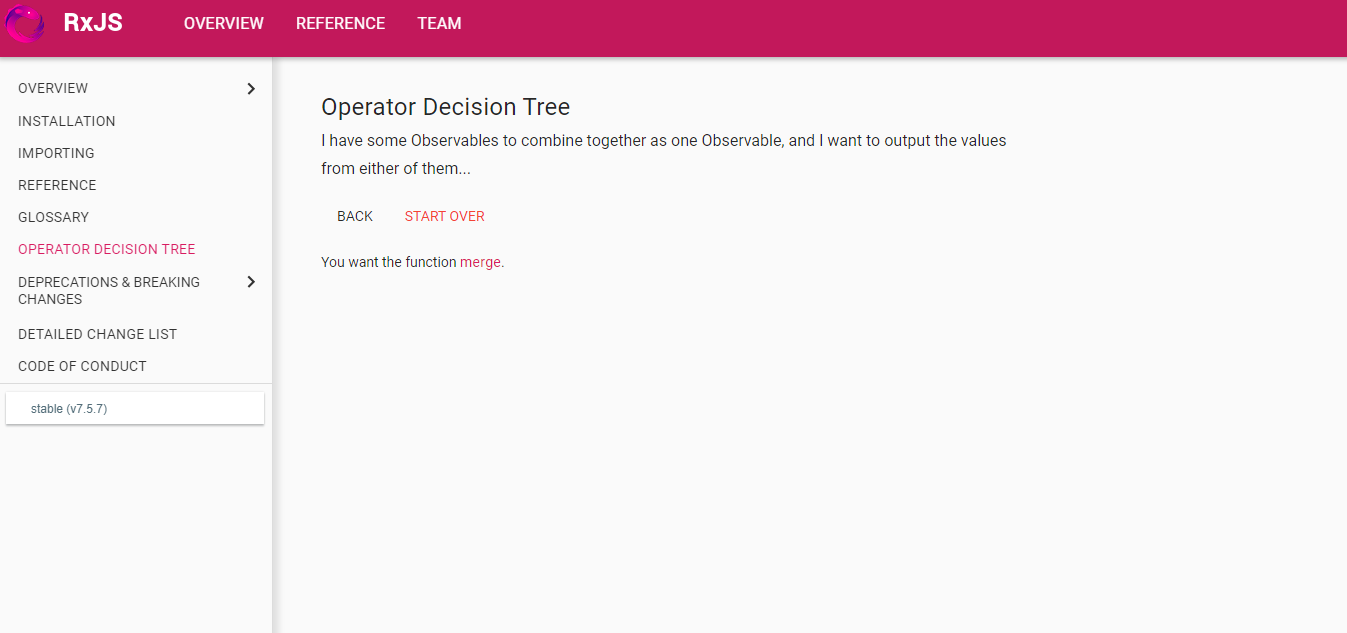 RxJS
OVERVIEW
REFERENCE
TEAM
OVERVIEW
INSTALLATION
IMPORTING
REFERENCE
GLOSSARY
OPERATOR DECISION TREE
DEPRECATIONS & BREAKING
CHANGES
DETAILED CHANGE LIST
CODE OF CONDUCT
stable (v7.5.7)
Operator Decision Tree
I have some Observables to combine together as one Observable, and I want to output the values
from either of them...
BACK
START OVER
You want the function merge.